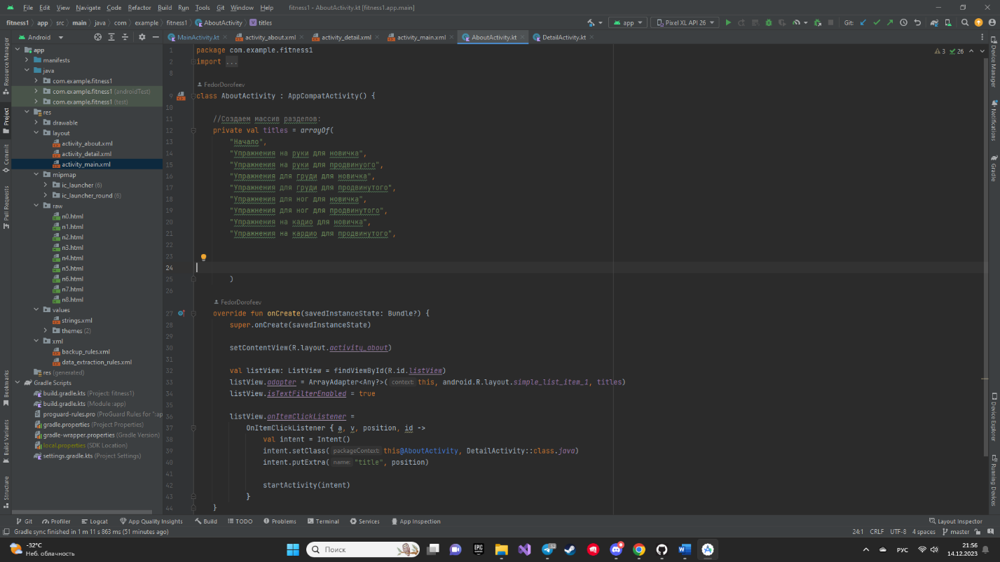 File Edit View Navigate Code Refactor Build Run Tools Git Window Help fitness1 - AboutActivity.kt [fitness1.app.main]
fitness1 app src main java com example fitness1 AboutActivity titles
app Pixel XL API 26 Git:
Android
MainActivity.kt activity_about.xml activity_detail.xml activity_main.xml AboutActivity.kt DetailActivity.kt
Resource Manager
Project
Commit
Pull Requests
Bookmarks
Build Variants
Structure
app
manifests
java
com.example.fitness1
com.example.fitness1 (androidTest)
com.example.fitness1 (test)
res
drawable
layout
activity_about.xml
activity_detail.xml
activity_main.xml
mipmap
ic_launcher (6)
ic_launcher_round (6)
raw
n0.html
n1.html
n2.html
n3.html
n4.html
n5.html
n6.html
n7.html
n8.html
values
strings.xml
themes (2)
xml
backup_rules.xml
data_extraction_rules.xml
res (generated)
Gradle Scripts
build.gradle.kts (Project: fitness1)
build.gradle.kts (Module :app)
proguard-rules.pro (ProGuard Rules for ":ap
gradle.properties (Project Properties)
gradle-wrapper.properties (Gradle Version)
local.properties (SDK Location)
settings.gradle.kts (Project Settings)
3 26
1 package com.example.fitness1
2 import ...
8
FedorDorofeev
9 class AboutActivity : AppCompatActivity() {
10
11 //Создаем массив разделов:
12 private val titles = arrayOf(
13 "Начало",
14 "Упражнения на руки для новичка",
15 "Упражнения на руки для продвинуого",
16 "Упражнения для груди для новичка",
17 "Упражнения для груди для продвинутого",
18 "Упражнения для ног для новичка",
19 "Упражнения для ног для продвинутого",
20 "Упражнения на кадио для новичка",
21 "Упражнения на кардио для продвинутого",
22
23
24
25 )
26
FedorDorofeev
27 override fun onCreate(savedInstanceState: Bundle?) {
28 super.onCreate(savedInstanceState)
29
30 setContentView(R.layout.activity_about)
31
32 val listView: ListView = findViewById(R.id.listView)
33 listView.adapter = ArrayAdapter<Any?>( context: this, android.R.layout.simple_list_item_1, titles)
34 listView.isTextFilterEnabled = true
35
36 listView.onItemClickListener =
37 OnItemClickListener { a, v, position, id ->
38 val intent = Intent()
39 intent.setClass( packageContext: this@AboutActivity, DetailActivity::class.java)
40 intent.putExtra( name: "title", position)
41
42 startActivity(intent)
43 }
44 }
Device Manager
Notifications
Gradle
Device Explorer
Running Devices
Git Profiler Logcat App Quality Insights Build TODO Problems Terminal Services App Inspection Layout Inspector
Gradle sync finished in 1 m 11 s 863 ms (51 minutes ago) 24:1 CRLF UTF-8 4 spaces master
-32°C
Неб. облачность
Поиск
EPIC GAMES
РУС
21:56
14.12.2023